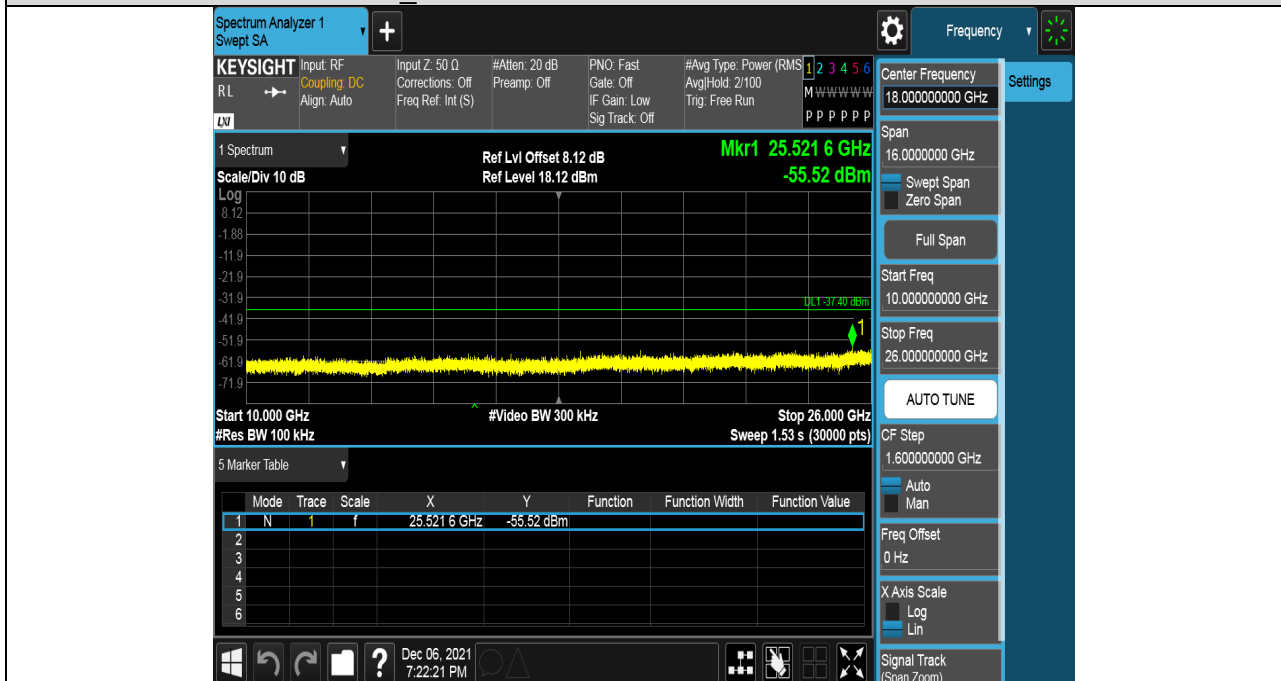 Spectrum Analyzer 1
Swept SA
+
Frequency
KEYSIGHT
RL
LXI
Input: RF
Coupling: DC
Align: Auto
Input Z: 50 Ω
Corrections: Off
Freq Ref: Int (S)
#Atten: 20 dB
Preamp: Off
PNO: Fast
Gate: Off
IF Gain: Low
Sig Track: Off
#Avg Type: Power (RMS
Avg|Hold: 2/100
Trig: Free Run
1 2 3 4 5 6
M W W W W W
P P P P P P
1 Spectrum
Scale/Div 10 dB
Ref Lvl Offset 8.12 dB
Ref Level 18.12 dBm
Mkr1 25.521 6 GHz
-55.52 dBm
Log
8.12
-1.88
-11.9
-21.9
-31.9
-41.9
-51.9
-61.9
-71.9
DL1 -37.40 dBm
1
Start 10.000 GHz
#Video BW 300 kHz
Stop 26.000 GHz
#Res BW 100 kHz
Sweep 1.53 s (30000 pts)
5 Marker Table
Mode Trace Scale X Y Function Function Width Function Value
1 N 1 f 25.521 6 GHz -55.52 dBm
2
3
4
5
6
?
Dec 06, 2021
7:22:21 PM
Center Frequency
18.000000000 GHz
Span
16.0000000 GHz
Swept Span
Zero Span
Full Span
Start Freq
10.000000000 GHz
Stop Freq
26.000000000 GHz
AUTO TUNE
CF Step
1.600000000 GHz
Auto
Man
Freq Offset
0 Hz
X Axis Scale
Log
Lin
Signal Track
(Span Zoom)
Settings